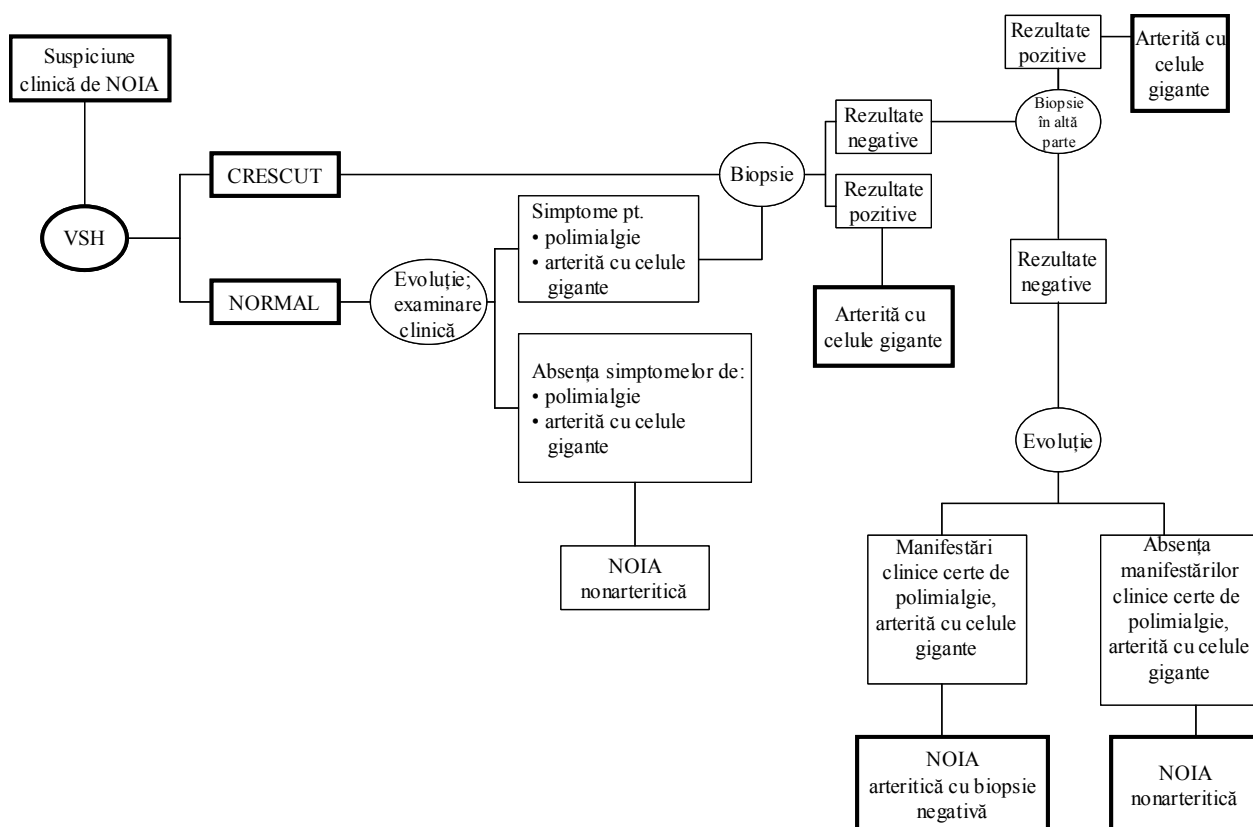 Suspiciune
clinică de NOIA
VSH
CRESCUT
NORMAL
Evoluție;
examinare
clinică
Simptome pt.
• polimialgie
• arterită cu celule
gigante
Absența simptomelor de:
• polimialgie
• arterită cu celule
gigante
NOIA
nonarteritică
Biopsie
Rezultate
negative
Rezultate
pozitive
Arterită cu
celule gigante
Biopsie
în altă
parte
Rezultate
pozitive
Arterită cu
celule
gigante
Rezultate
negative
Evoluție
Manifestări
clinice certe de
polimialgie,
arterită cu celule
gigante
Absența
manifestărilor
clinice certe de
polimialgie,
arterită cu celule
gigante
NOIA
arteritică cu biopsie
negativă
NOIA
nonarteritică